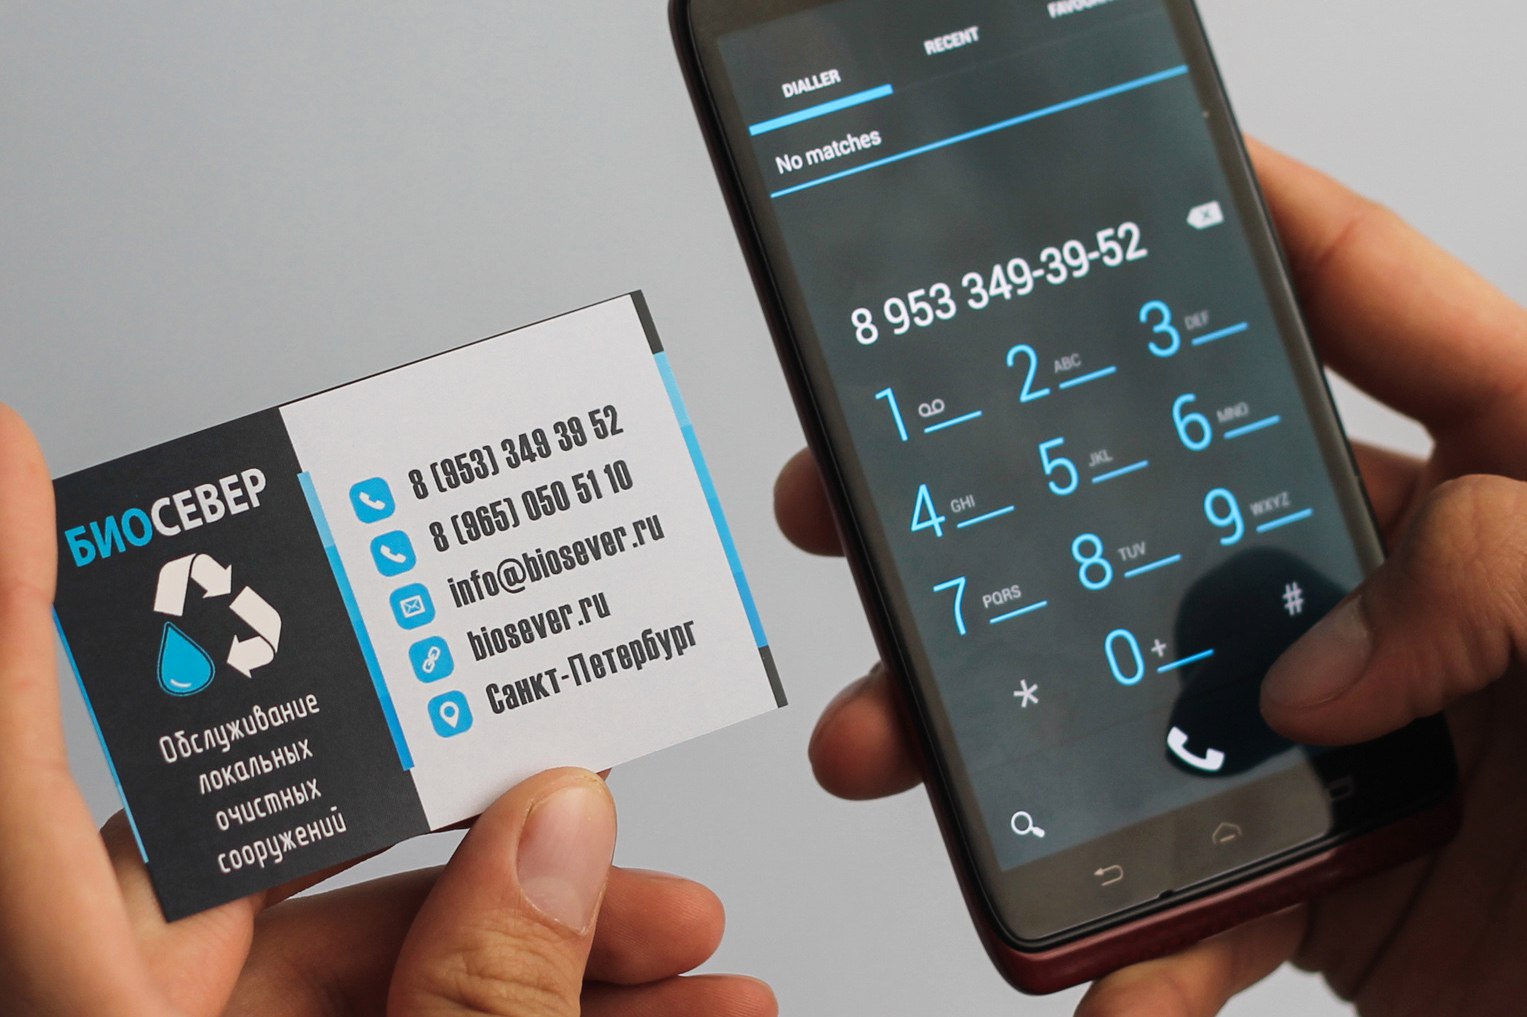 БИОСЕВЕР
Обслуживание
локальных
очистных
сооружений
8 (953) 349 39 52
8 (965) 050 51 10
info@biosever.ru
biosever.ru
Санкт-Петербург
DIALLER
RECENT
No matches
8 953 349-39-52
1
2 ABC
3 DEF
4 GHI
5 JKL
6 MNO
7 PQRS
8 TUV
9 WXYZ
*
0 +
#